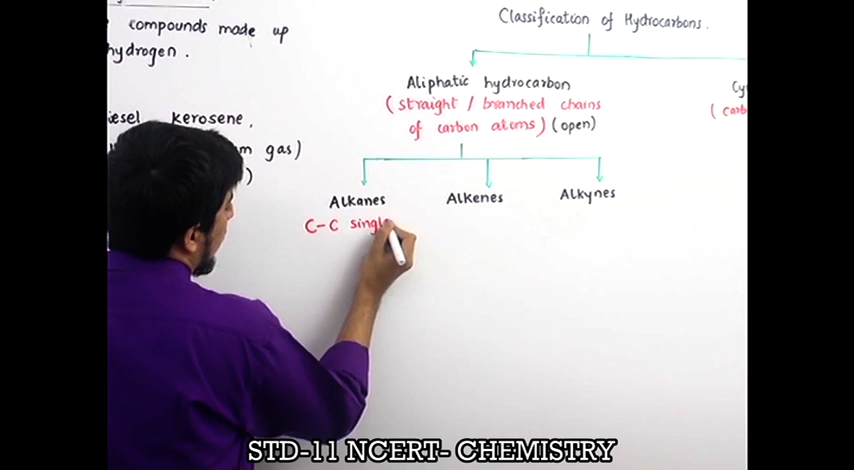 compounds made up
hydrogen.
kerosene,
gas)
Classification of Hydrocarbons.
Aliphatic hydrocarbon
(straight / branched chains
of carbon atoms) (open)
Alkanes
Alkenes
Alkynes
C-C
STD-11 NCERT- CHEMISTRY